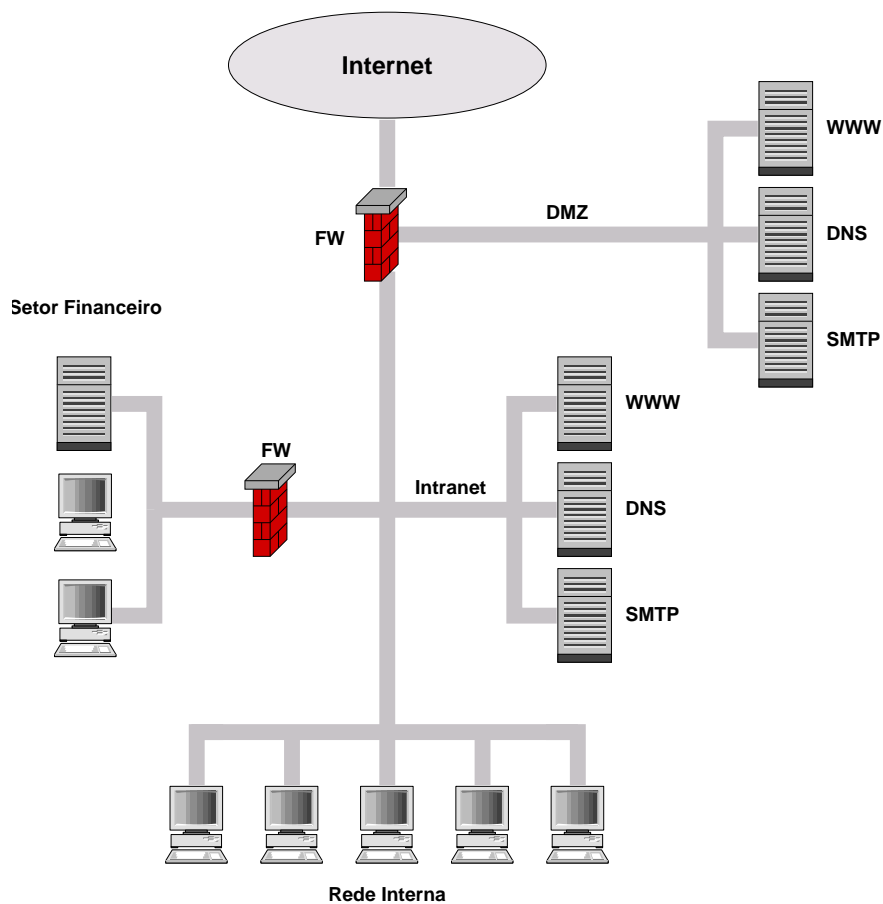 Internet
WWW
DMZ
FW
DNS
Setor Financeiro
SMTP
WWW
FW
Intranet
DNS
SMTP
Rede Interna